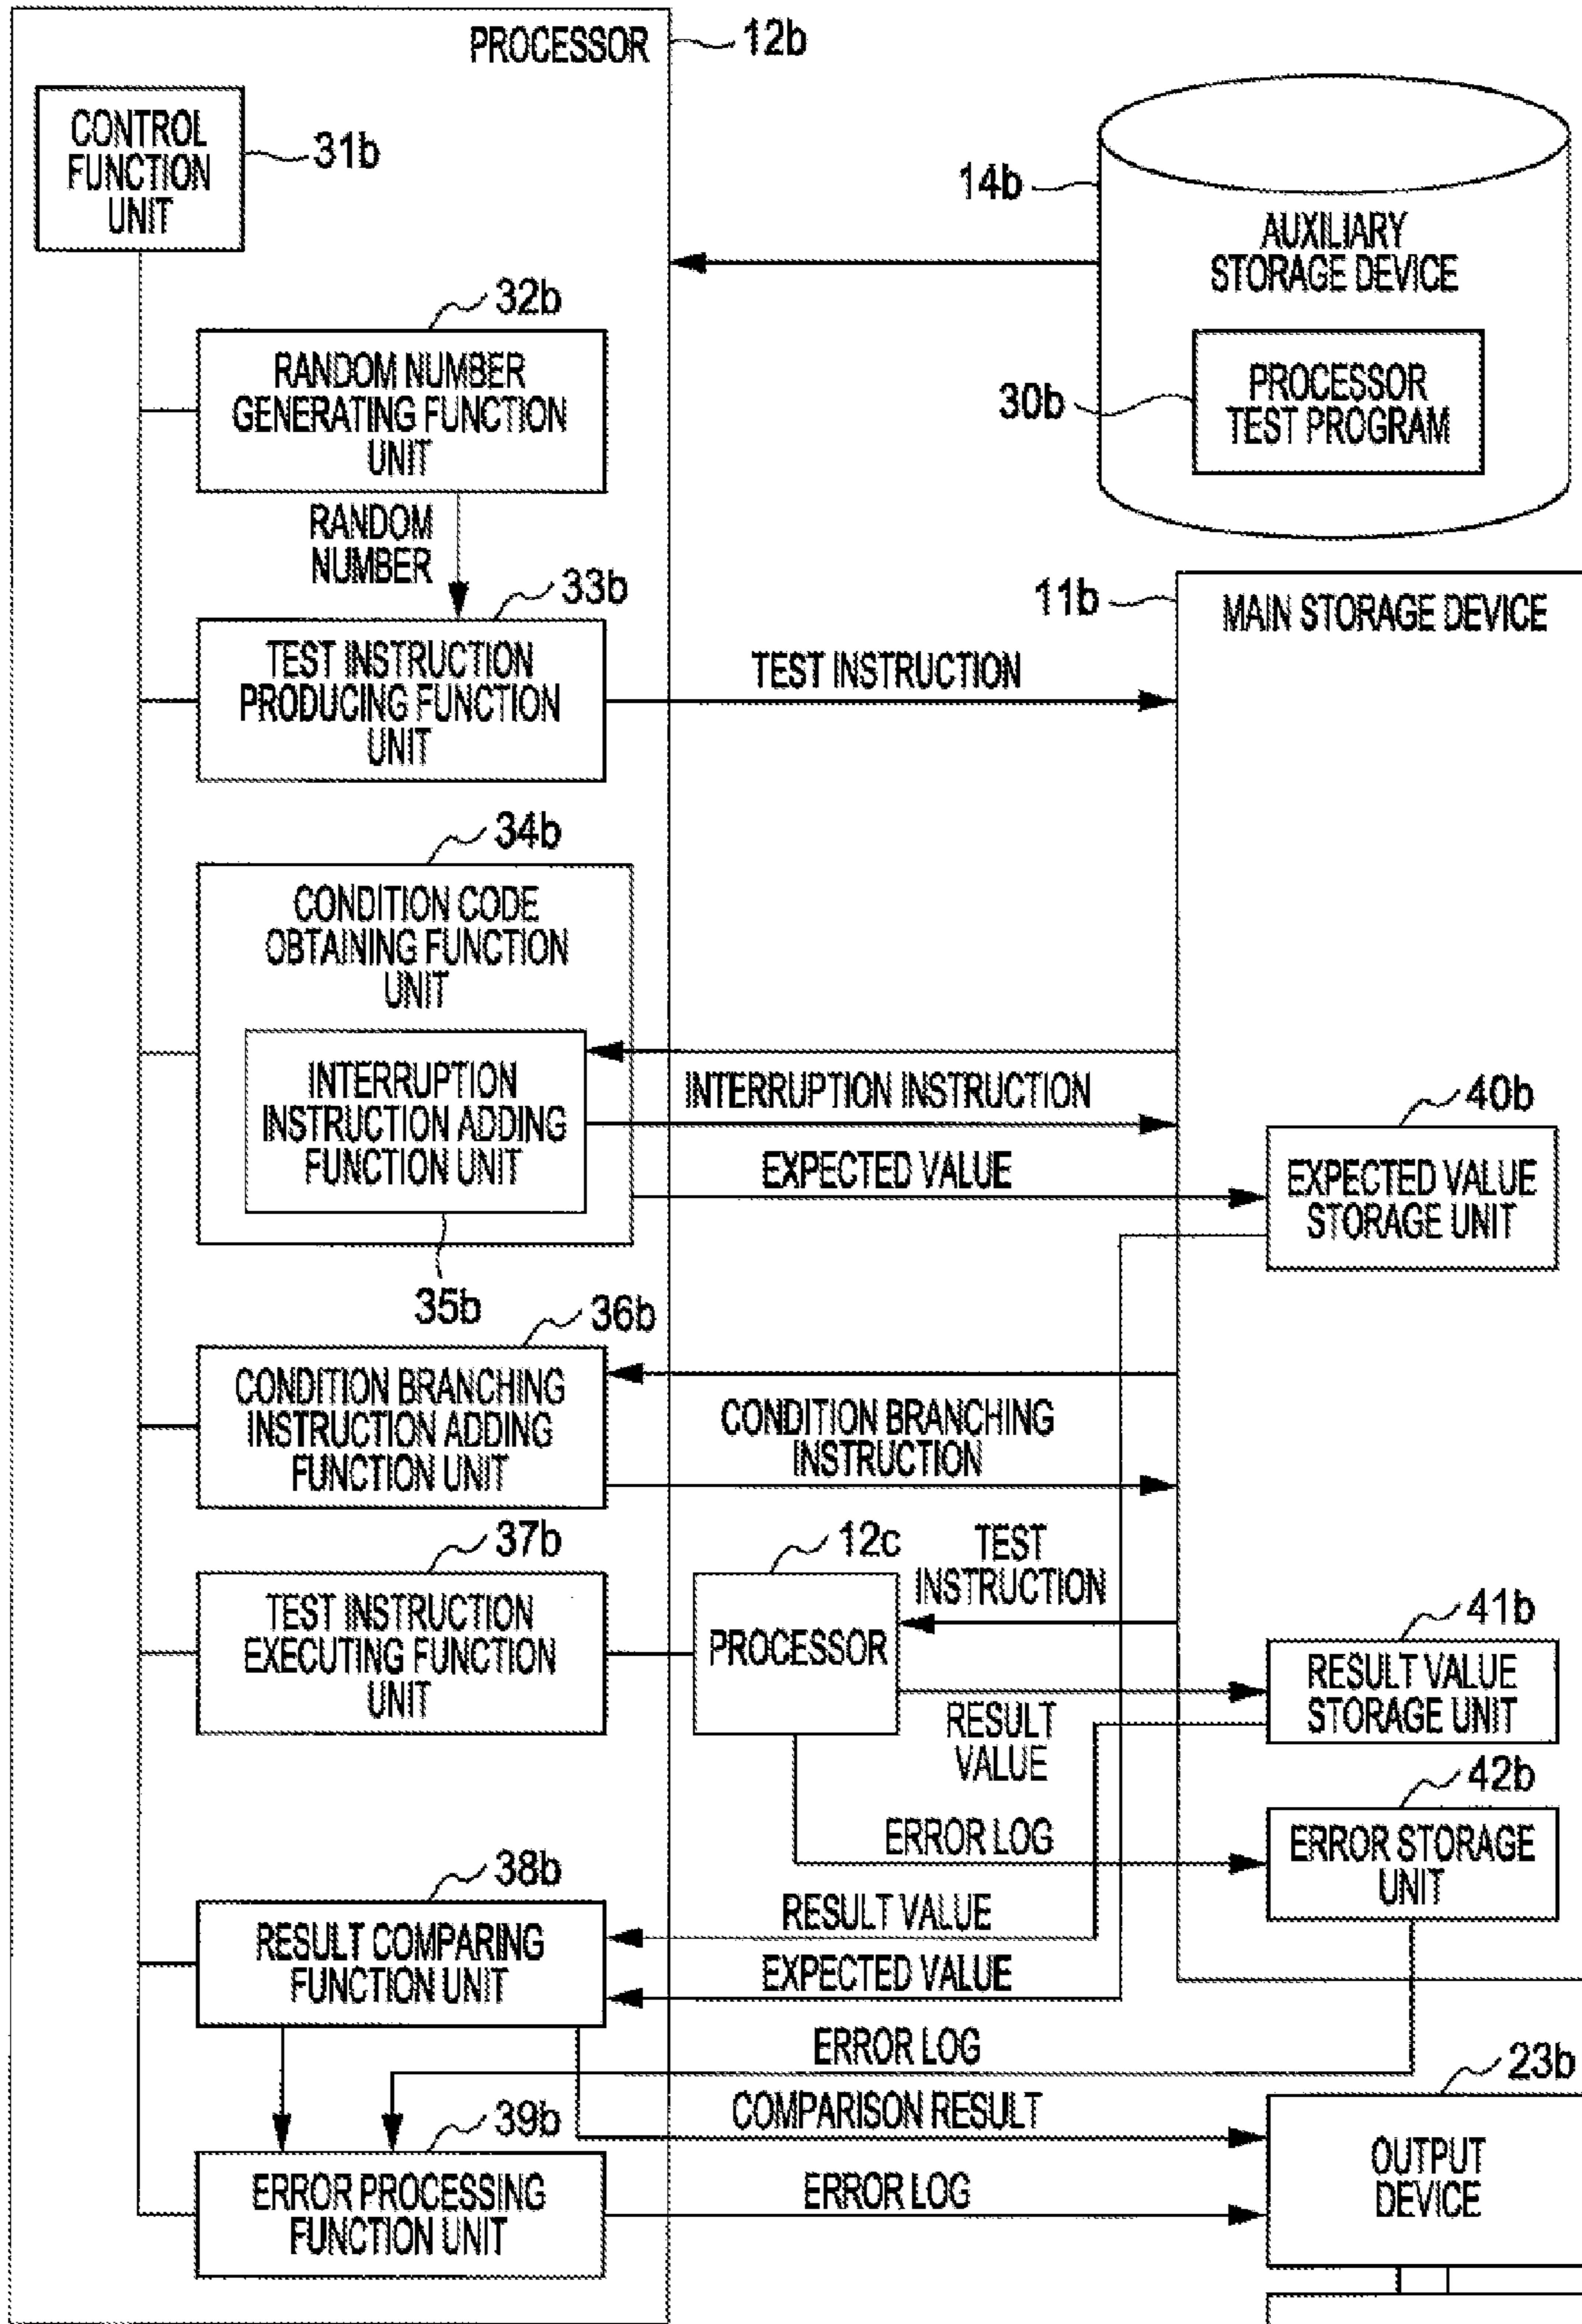 PROCESSOR
12b
CONTROL
FUNCTION
UNIT
31b
14b
AUXILIARY
STORAGE DEVICE
30b
PROCESSOR
TEST PROGRAM
32b
RANDOM NUMBER
GENERATING FUNCTION
UNIT
RANDOM
NUMBER
33b
TEST INSTRUCTION
PRODUCING FUNCTION
UNIT
TEST INSTRUCTION
11b
MAIN STORAGE DEVICE
34b
CONDITION CODE
OBTAINING FUNCTION
UNIT
INTERRUPTION
INSTRUCTION ADDING
FUNCTION UNIT
35b
INTERRUPTION INSTRUCTION
EXPECTED VALUE
40b
EXPECTED VALUE
STORAGE UNIT
36b
CONDITION BRANCHING
INSTRUCTION ADDING
FUNCTION UNIT
CONDITION BRANCHING
INSTRUCTION
37b
TEST INSTRUCTION
EXECUTING FUNCTION
UNIT
12c
PROCESSOR
TEST
INSTRUCTION
RESULT
VALUE
41b
RESULT VALUE
STORAGE UNIT
ERROR LOG
42b
ERROR STORAGE
UNIT
38b
RESULT COMPARING
FUNCTION UNIT
RESULT VALUE
EXPECTED VALUE
ERROR LOG
COMPARISON RESULT
39b
ERROR PROCESSING
FUNCTION UNIT
ERROR LOG
23b
OUTPUT
DEVICE